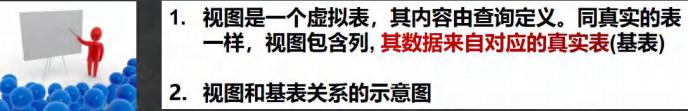 1. 视图是一个虚拟表，其内容由查询定义。同真实的表
一样，视图包含列, 其数据来自对应的真实表(基表)
2. 视图和基表关系的示意图